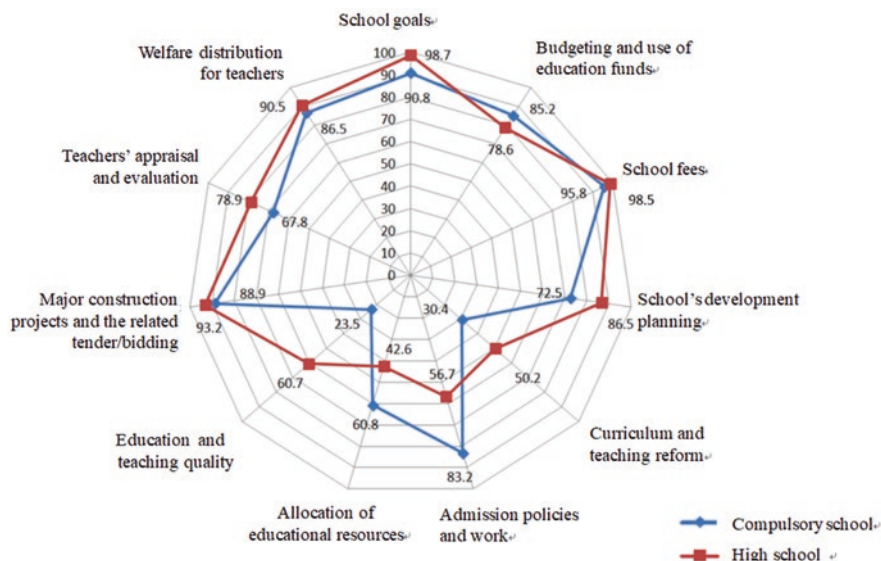 School goals
100
98.7
90
90.8
80
70
60
50
40
30
20
10
0
Budgeting and use of
education funds
85.2
78.6
School fees
95.8
98.5
School's development
planning
72.5
86.5
Curriculum and
teaching reform
30.4
50.2
Admission policies
and work
56.7
83.2
Allocation of
educational resources
42.6
60.8
Education and
teaching quality
23.5
60.7
Major construction
projects and the related
tender/bidding
88.9
93.2
Teachers' appraisal
and evaluation
78.9
67.8
Welfare distribution
for teachers
90.5
86.5
Compulsory school
High school